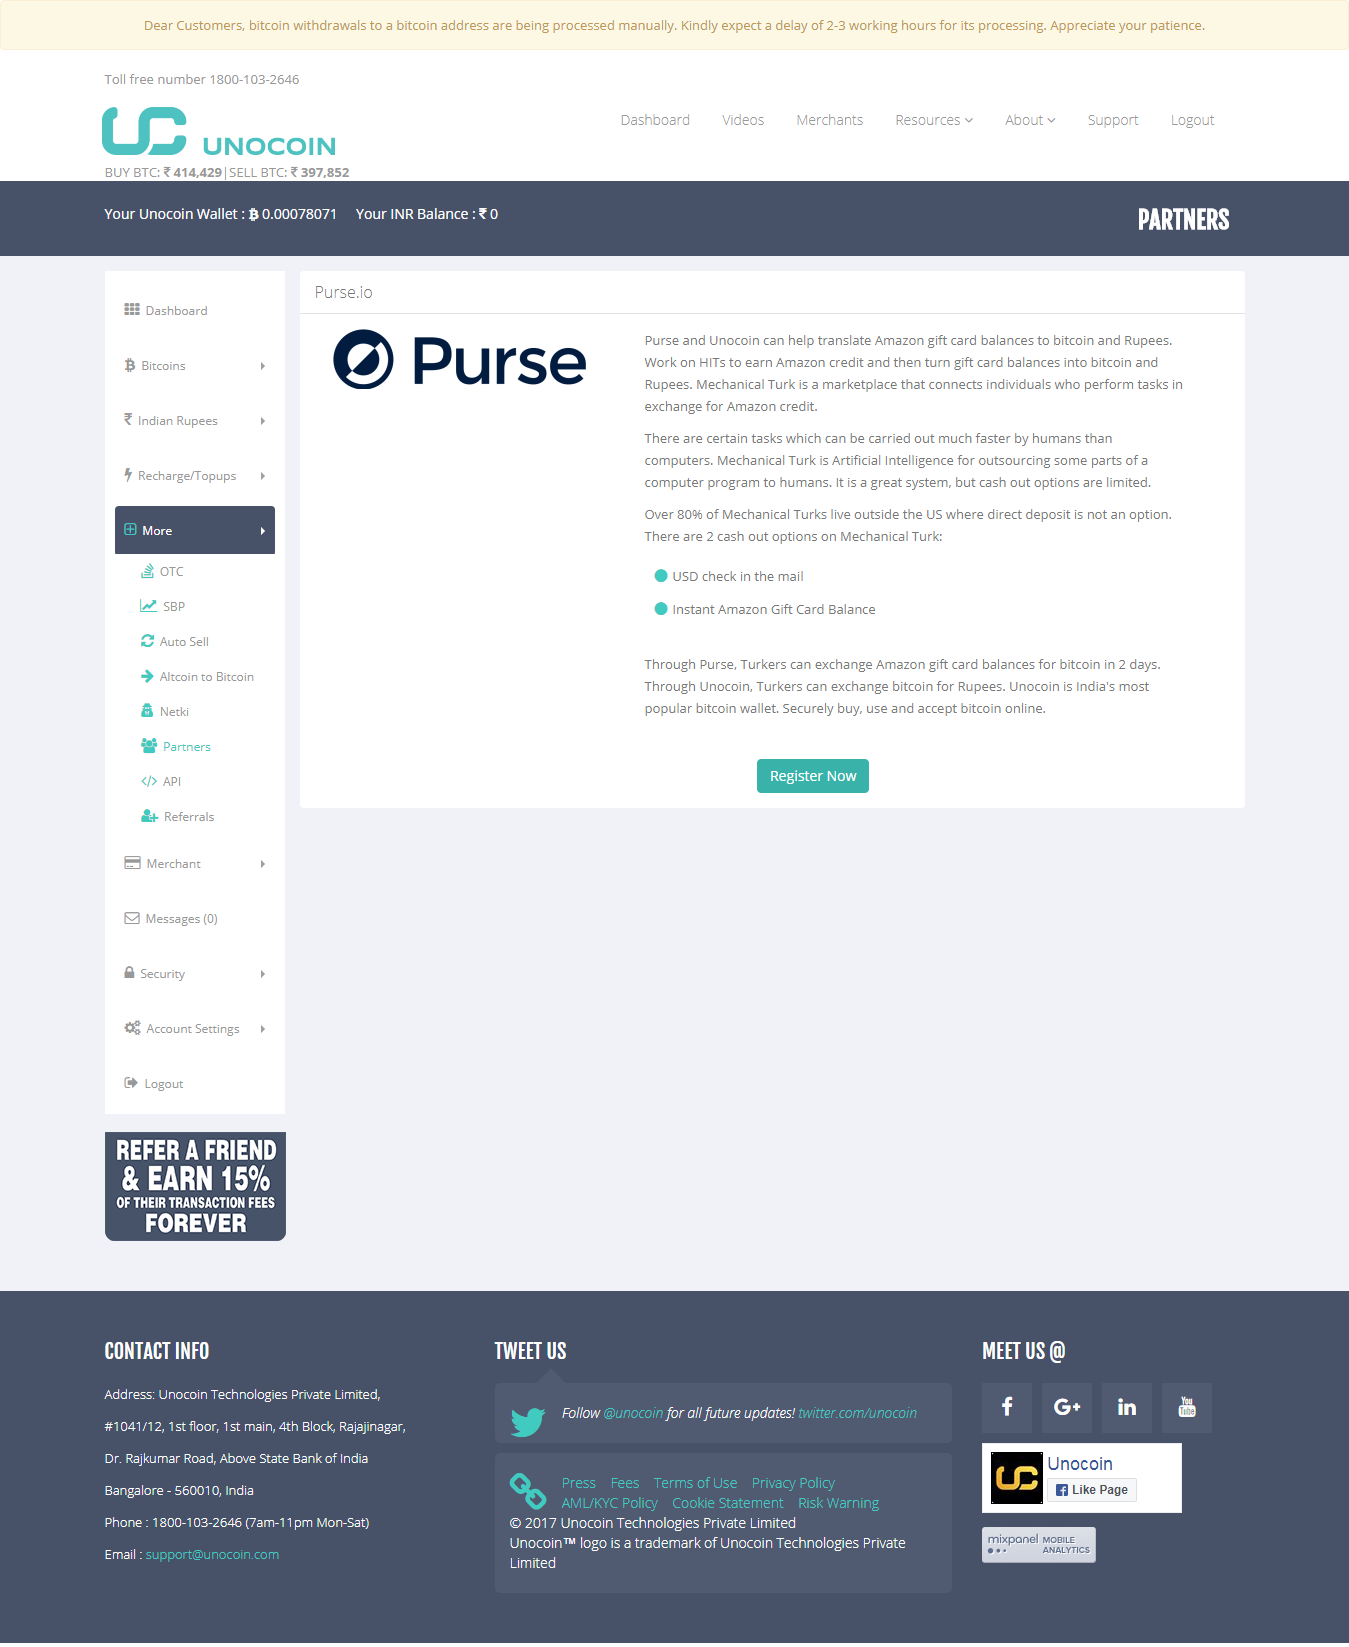 Dear Customers, bitcoin withdrawals to a bitcoin address are being processed manually. Kindly expect a delay of 2-3 working hours for its processing. Appreciate your patience.
Toll free number 1800-103-2646
UNOCOIN
Dashboard Videos Merchants Resources About Support Logout
BUY BTC: ₹ 414,429|SELL BTC: ₹ 397,852
Your Unocoin Wallet : ₿ 0.00078071 Your INR Balance : ₹ 0
PARTNERS
Dashboard
Bitcoins
Indian Rupees
Recharge/Topups
More
OTC
SBP
Auto Sell
Altcoin to Bitcoin
Netki
Partners
API
Referrals
Merchant
Messages (0)
Security
Account Settings
Logout
REFER A FRIEND
& EARN 15%
OF THEIR TRANSACTION FEES
FOREVER
Purse.io
Purse
Purse and Unocoin can help translate Amazon gift card balances to bitcoin and Rupees.
Work on HITs to earn Amazon credit and then turn gift card balances into bitcoin and
Rupees. Mechanical Turk is a marketplace that connects individuals who perform tasks in
exchange for Amazon credit.
There are certain tasks which can be carried out much faster by humans than
computers. Mechanical Turk is Artificial Intelligence for outsourcing some parts of a
computer program to humans. It is a great system, but cash out options are limited.
Over 80% of Mechanical Turks live outside the US where direct deposit is not an option.
There are 2 cash out options on Mechanical Turk:
USD check in the mail
Instant Amazon Gift Card Balance
Through Purse, Turkers can exchange Amazon gift card balances for bitcoin in 2 days.
Through Unocoin, Turkers can exchange bitcoin for Rupees. Unocoin is India's most
popular bitcoin wallet. Securely buy, use and accept bitcoin online.
Register Now
CONTACT INFO
Address: Unocoin Technologies Private Limited,
#1041/12, 1st floor, 1st main, 4th Block, Rajajinagar,
Dr. Rajkumar Road, Above State Bank of India
Bangalore - 560010, India
Phone : 1800-103-2646 (7am-11pm Mon-Sat)
Email : support@unocoin.com
TWEET US
Follow @unocoin for all future updates! twitter.com/unocoin
Press Fees Terms of Use Privacy Policy
AML/KYC Policy Cookie Statement Risk Warning
© 2017 Unocoin Technologies Private Limited
Unocoin™ logo is a trademark of Unocoin Technologies Private
Limited
MEET US @
You
Tube
Unocoin
Like Page
mixpanel MOBILE
ANALYTICS